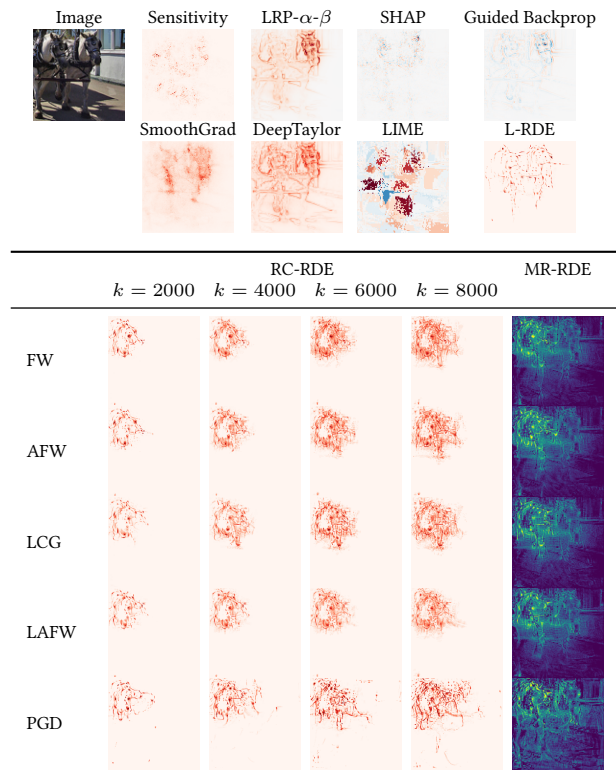 Image Sensitivity LRP-α-β SHAP Guided Backprop
SmoothGrad DeepTaylor LIME L-RDE
RC-RDE MR-RDE
k = 2000 k = 4000 k = 6000 k = 8000
FW
AFW
LCG
LAFW
PGD